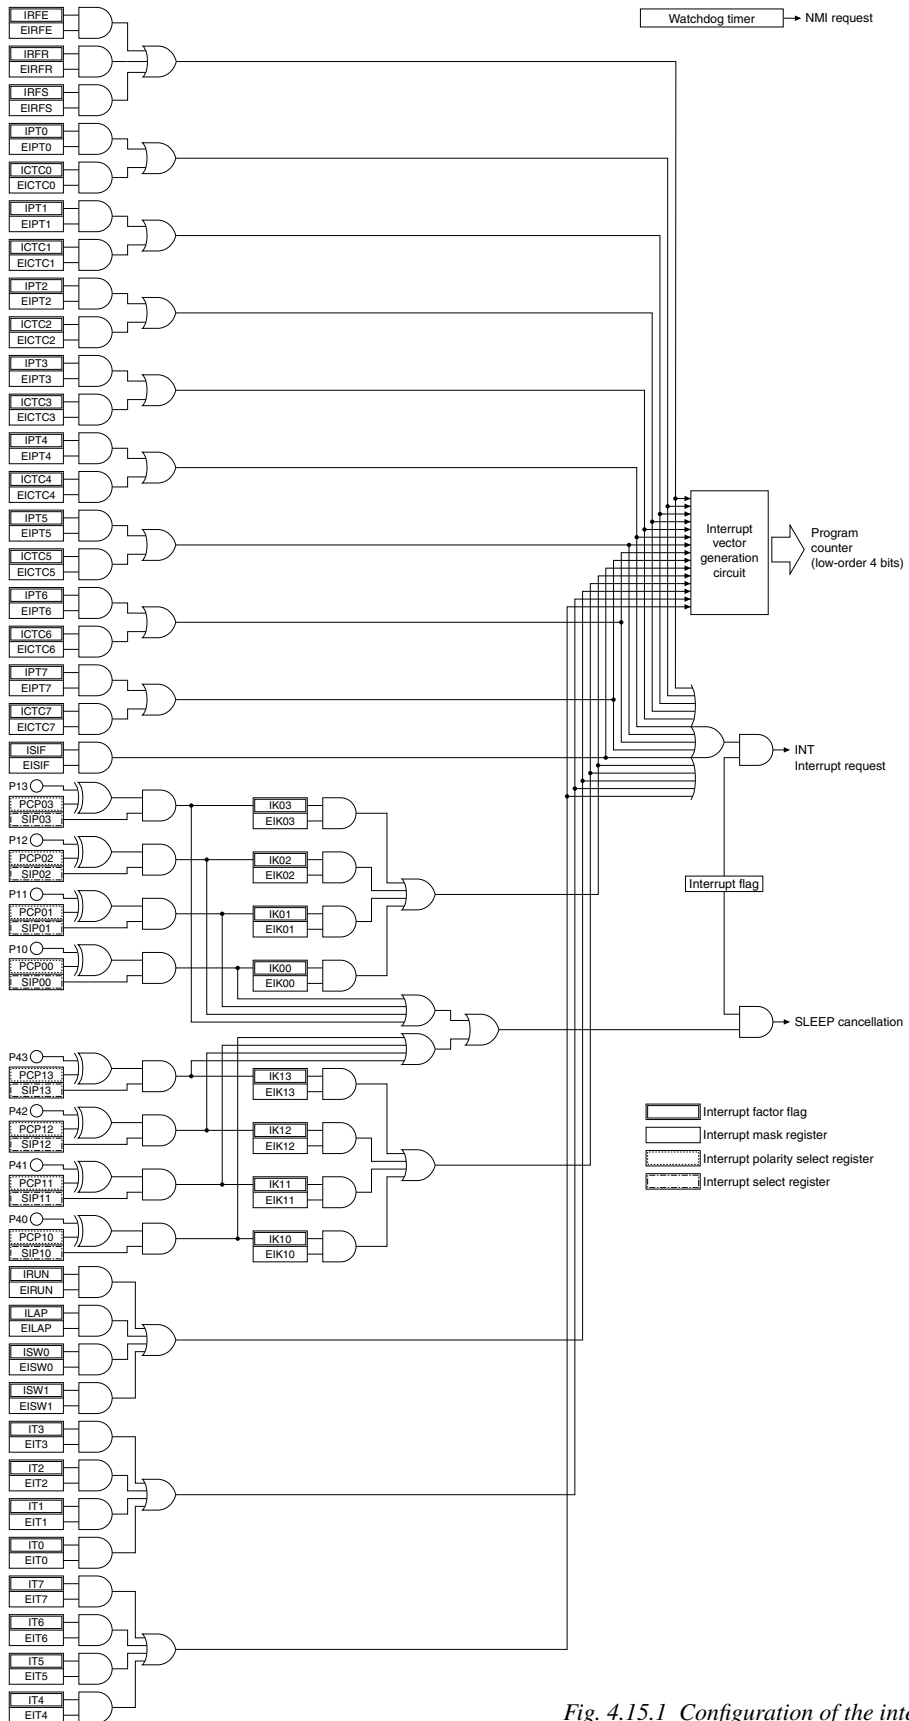 IRFE
EIRFE
IRFR
EIRFR
IRFS
EIRFS
IPT0
EIPT0
ICTC0
EICTC0
IPT1
EIPT1
ICTC1
EICTC1
IPT2
EIPT2
ICTC2
EICTC2
IPT3
EIPT3
ICTC3
EICTC3
IPT4
EIPT4
ICTC4
EICTC4
IPT5
EIPT5
ICTC5
EICTC5
IPT6
EIPT6
ICTC6
EICTC6
IPT7
EIPT7
ICTC7
EICTC7
ISIF
EISIF
P13
PCP03
SIP03
P12
PCP02
SIP02
P11
PCP01
SIP01
P10
PCP00
SIP00
P43
PCP13
SIP13
P42
PCP12
SIP12
P41
PCP11
SIP11
P40
PCP10
SIP10
IRUN
EIRUN
ILAP
EILAP
ISW0
EISW0
ISW1
EISW1
IT3
EIT3
IT2
EIT2
IT1
EIT1
IT0
EIT0
IT7
EIT7
IT6
EIT6
IT5
EIT5
IT4
EIT4
IK03
EIK03
IK02
EIK02
IK01
EIK01
IK00
EIK00
IK13
EIK13
IK12
EIK12
IK11
EIK11
IK10
EIK10
Watchdog timer
NMI request
Interrupt
vector
generation
circuit
Program
counter
(low-order 4 bits)
INT
Interrupt request
Interrupt flag
SLEEP cancellation
Interrupt factor flag
Interrupt mask register
Interrupt polarity select register
Interrupt select register
Fig. 4.15.1 Configuration of the inte